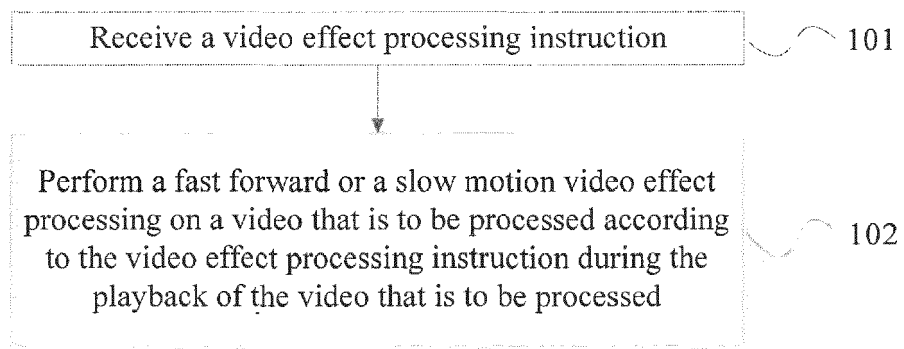 Receive a video effect processing instruction
101
Perform a fast forward or a slow motion video effect
processing on a video that is to be processed according
to the video effect processing instruction during the
playback of the video that is to be processed
102